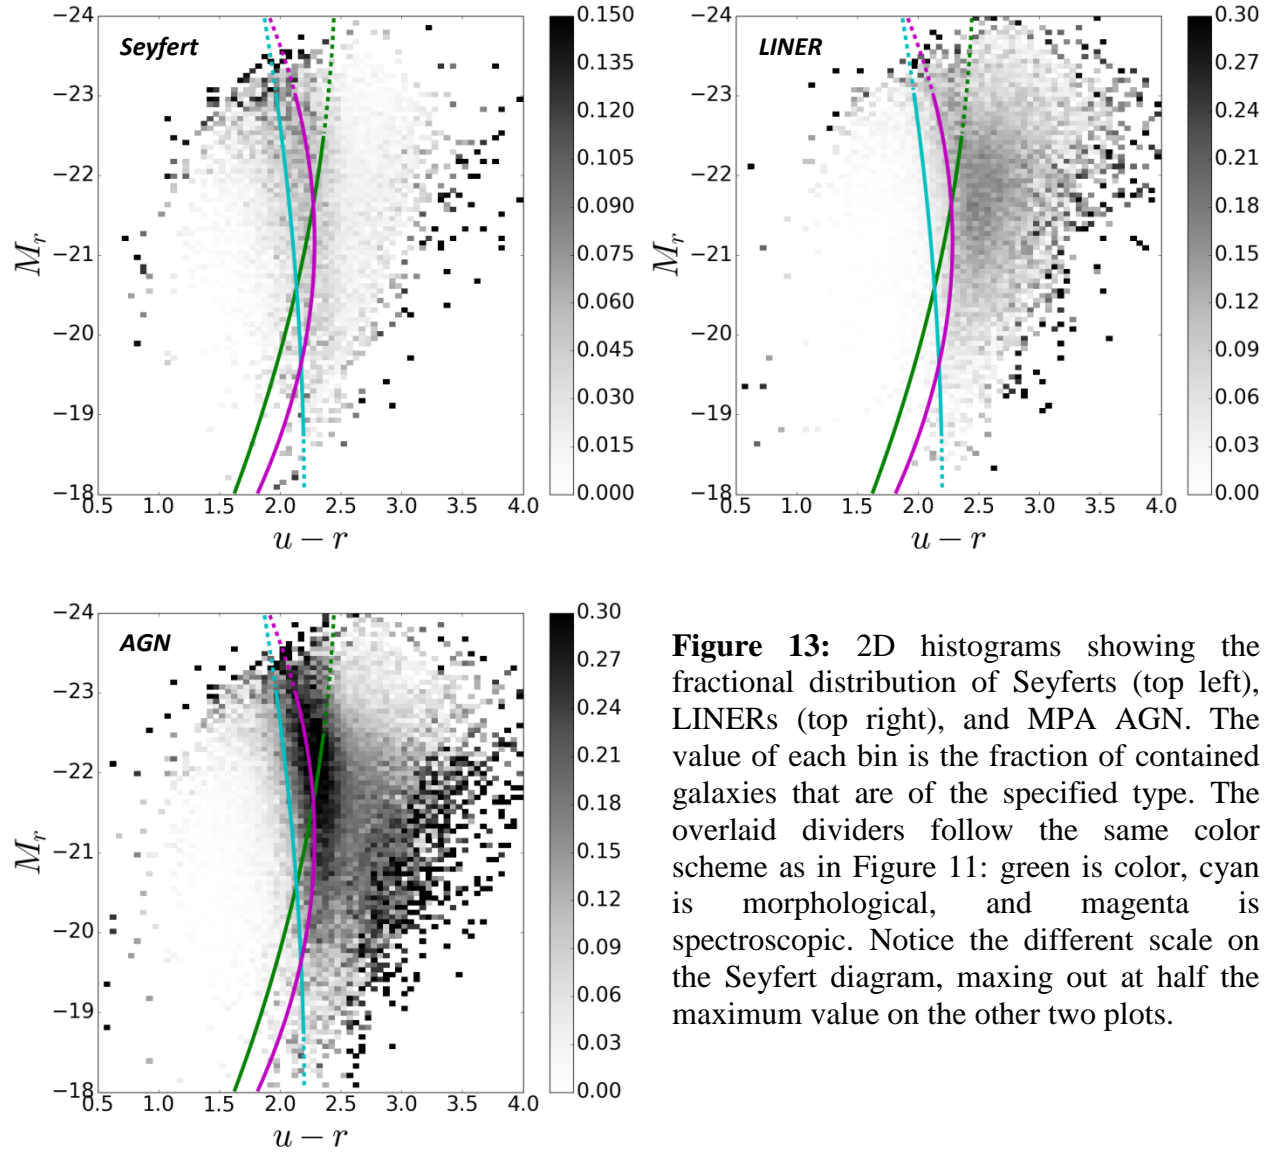 Seyfert
−24
−23
−22
−21
−20
−19
−18
M_r
0.5 1.0 1.5 2.0 2.5 3.0 3.5 4.0
u − r
0.150
0.135
0.120
0.105
0.090
0.075
0.060
0.045
0.030
0.015
0.000
LINER
−24
−23
−22
−21
−20
−19
−18
M_r
0.5 1.0 1.5 2.0 2.5 3.0 3.5 4.0
u − r
0.30
0.27
0.24
0.21
0.18
0.15
0.12
0.09
0.06
0.03
0.00
AGN
−24
−23
−22
−21
−20
−19
−18
M_r
0.5 1.0 1.5 2.0 2.5 3.0 3.5 4.0
u − r
0.30
0.27
0.24
0.21
0.18
0.15
0.12
0.09
0.06
0.03
0.00
Figure 13: 2D histograms showing the
fractional distribution of Seyferts (top left),
LINERs (top right), and MPA AGN. The
value of each bin is the fraction of contained
galaxies that are of the specified type. The
overlaid dividers follow the same color
scheme as in Figure 11: green is color, cyan
is morphological, and magenta is
spectroscopic. Notice the different scale on
the Seyfert diagram, maxing out at half the
maximum value on the other two plots.